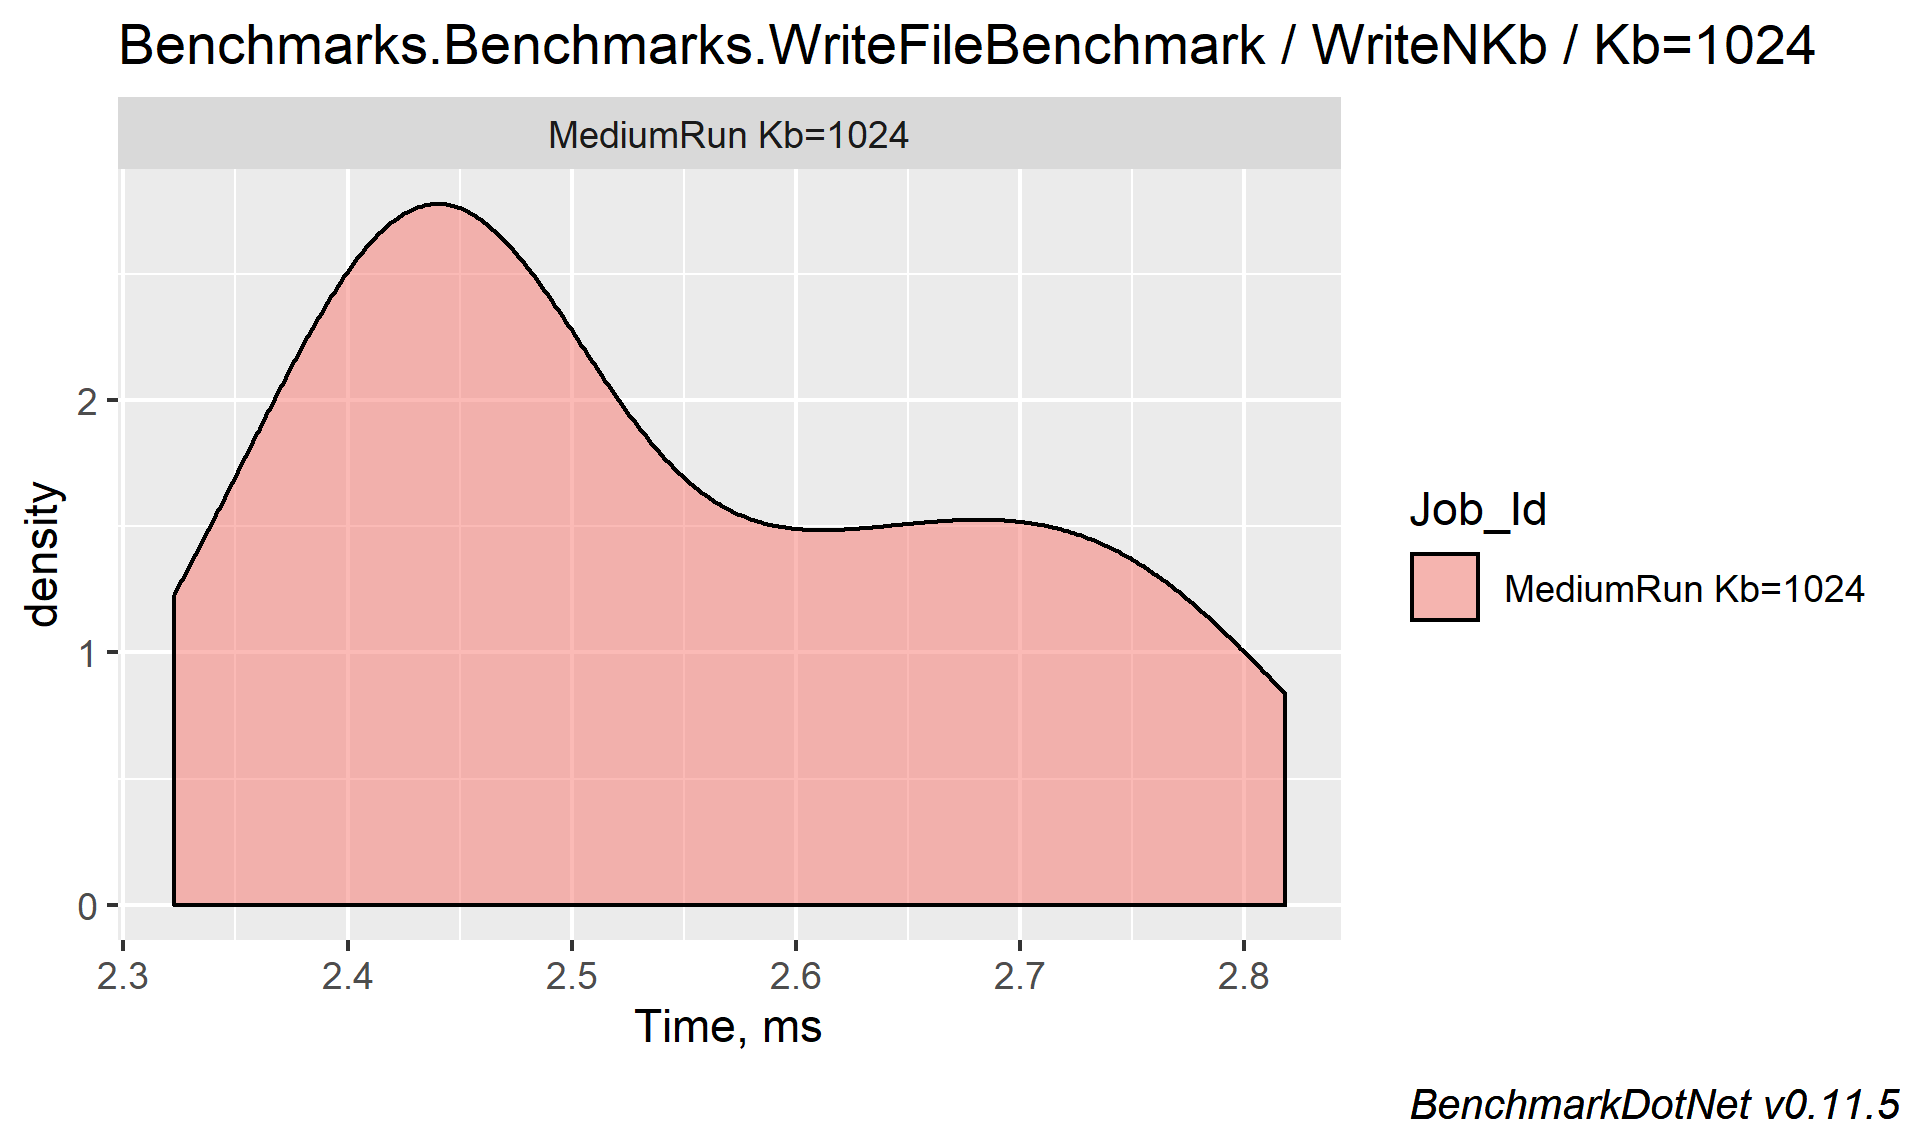 Benchmarks.Benchmarks.WriteFileBenchmark / WriteNKb / Kb=1024
MediumRun Kb=1024
density
2
1
0
2.3 2.4 2.5 2.6 2.7 2.8
Time, ms
Job_Id
MediumRun Kb=1024
BenchmarkDotNet v0.11.5